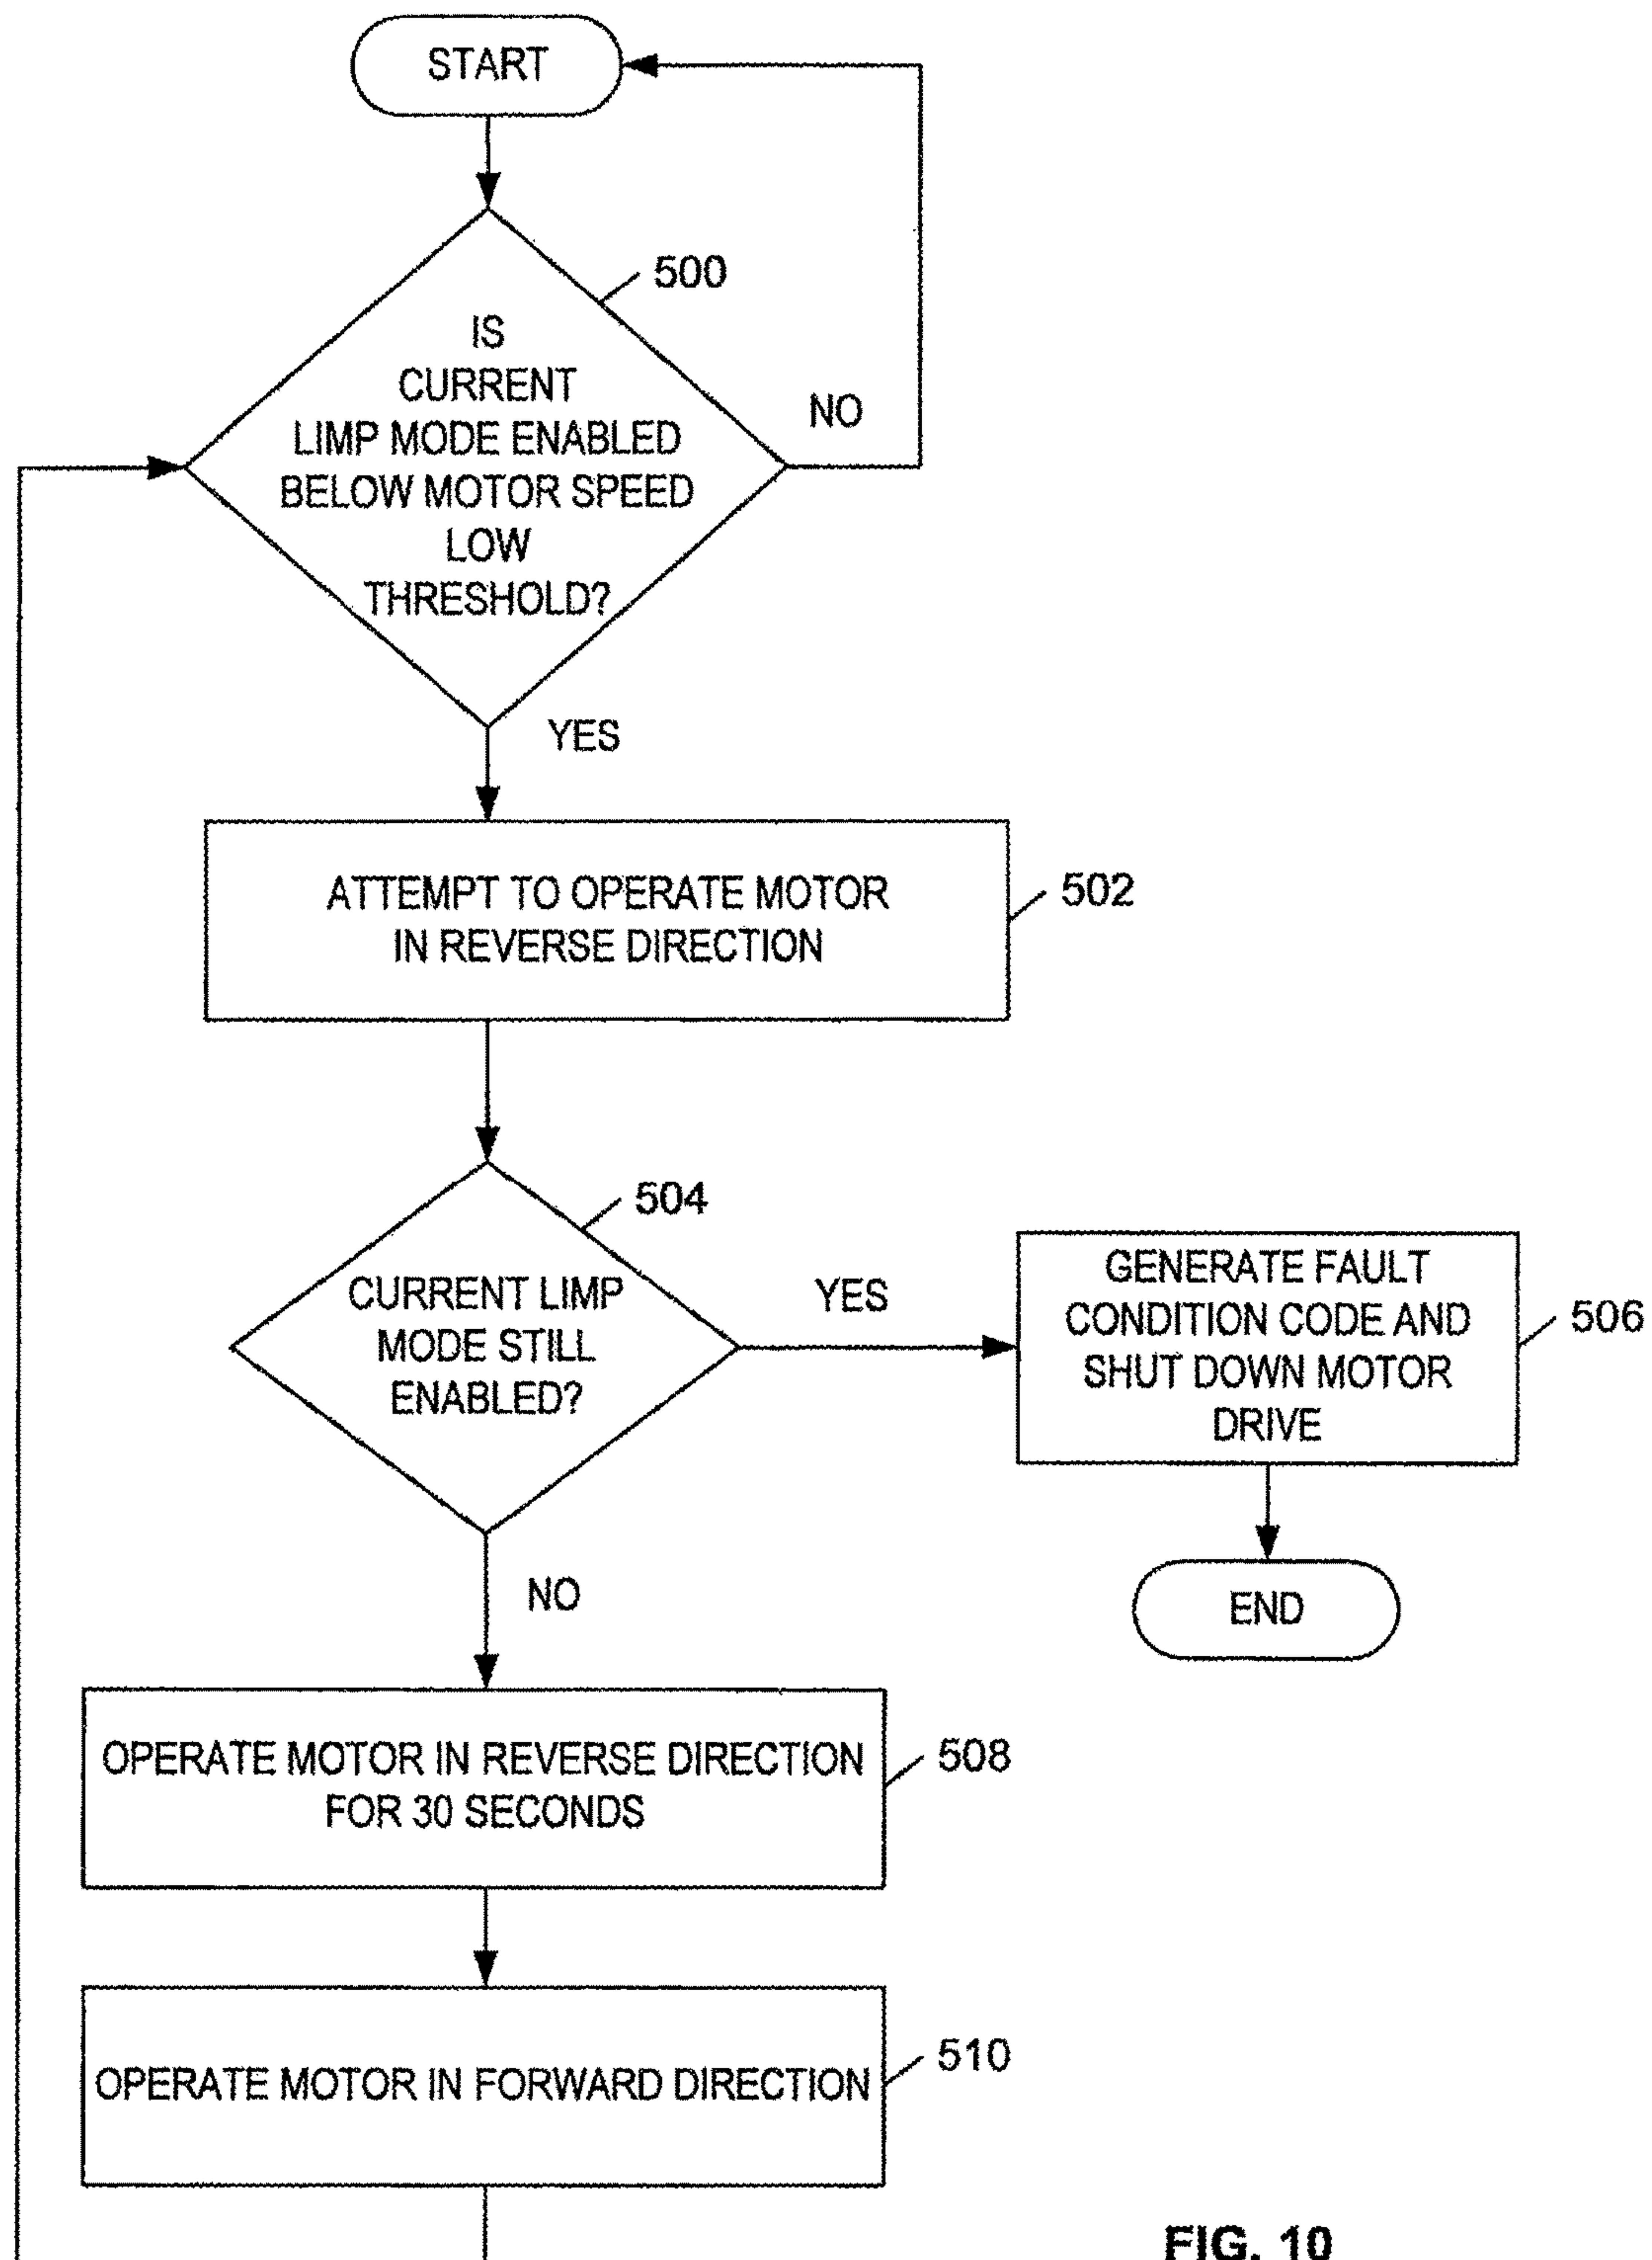 START
500
IS
CURRENT
LIMP MODE ENABLED
BELOW MOTOR SPEED
LOW
THRESHOLD?
NO
YES
ATTEMPT TO OPERATE MOTOR
IN REVERSE DIRECTION
502
504
CURRENT LIMP
MODE STILL
ENABLED?
YES
GENERATE FAULT
CONDITION CODE AND
SHUT DOWN MOTOR
DRIVE
506
END
NO
OPERATE MOTOR IN REVERSE DIRECTION
FOR 30 SECONDS
508
OPERATE MOTOR IN FORWARD DIRECTION
510
FIG. 10